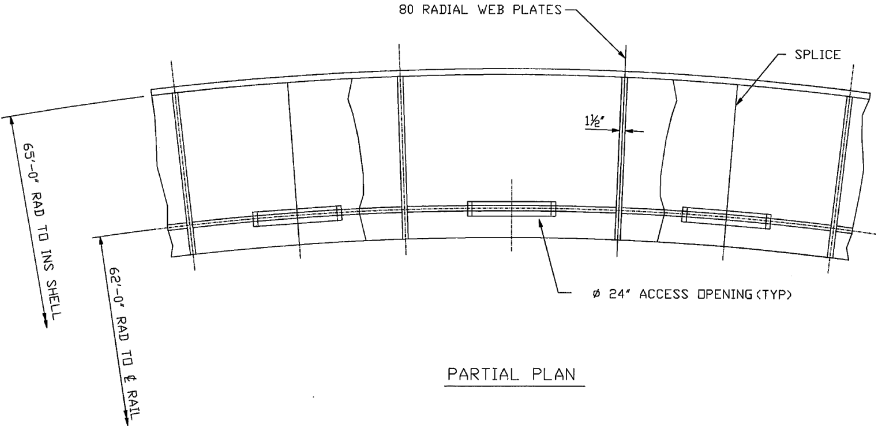 80 RADIAL WEB PLATES
SPLICE
1½"
65'-0" RAD TO INS SHELL
62'-0" RAD TO ℄ RAIL
Ø 24" ACCESS OPENING (TYP)
PARTIAL PLAN